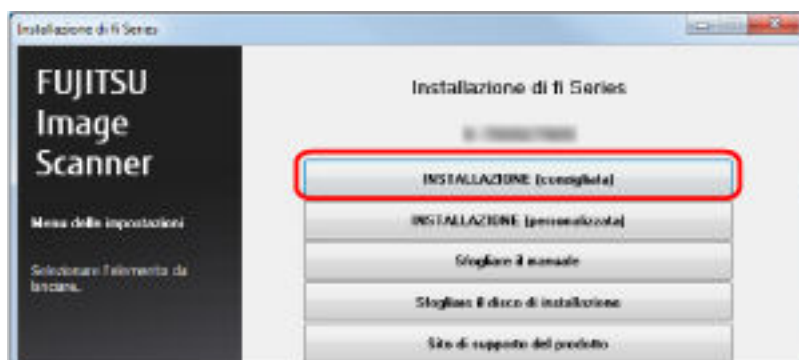 Installazione di fi Series
FUJITSU
Image
Scanner
Menu delle impostazioni
Selezionare l'elemento da
lanciare.
Installazione di fi Series
INSTALLAZIONE (consigliata)
INSTALLAZIONE (personalizzata)
Sfogliare il manuale
Sfogliare il disco di installazione
Sito di supporto del prodotto